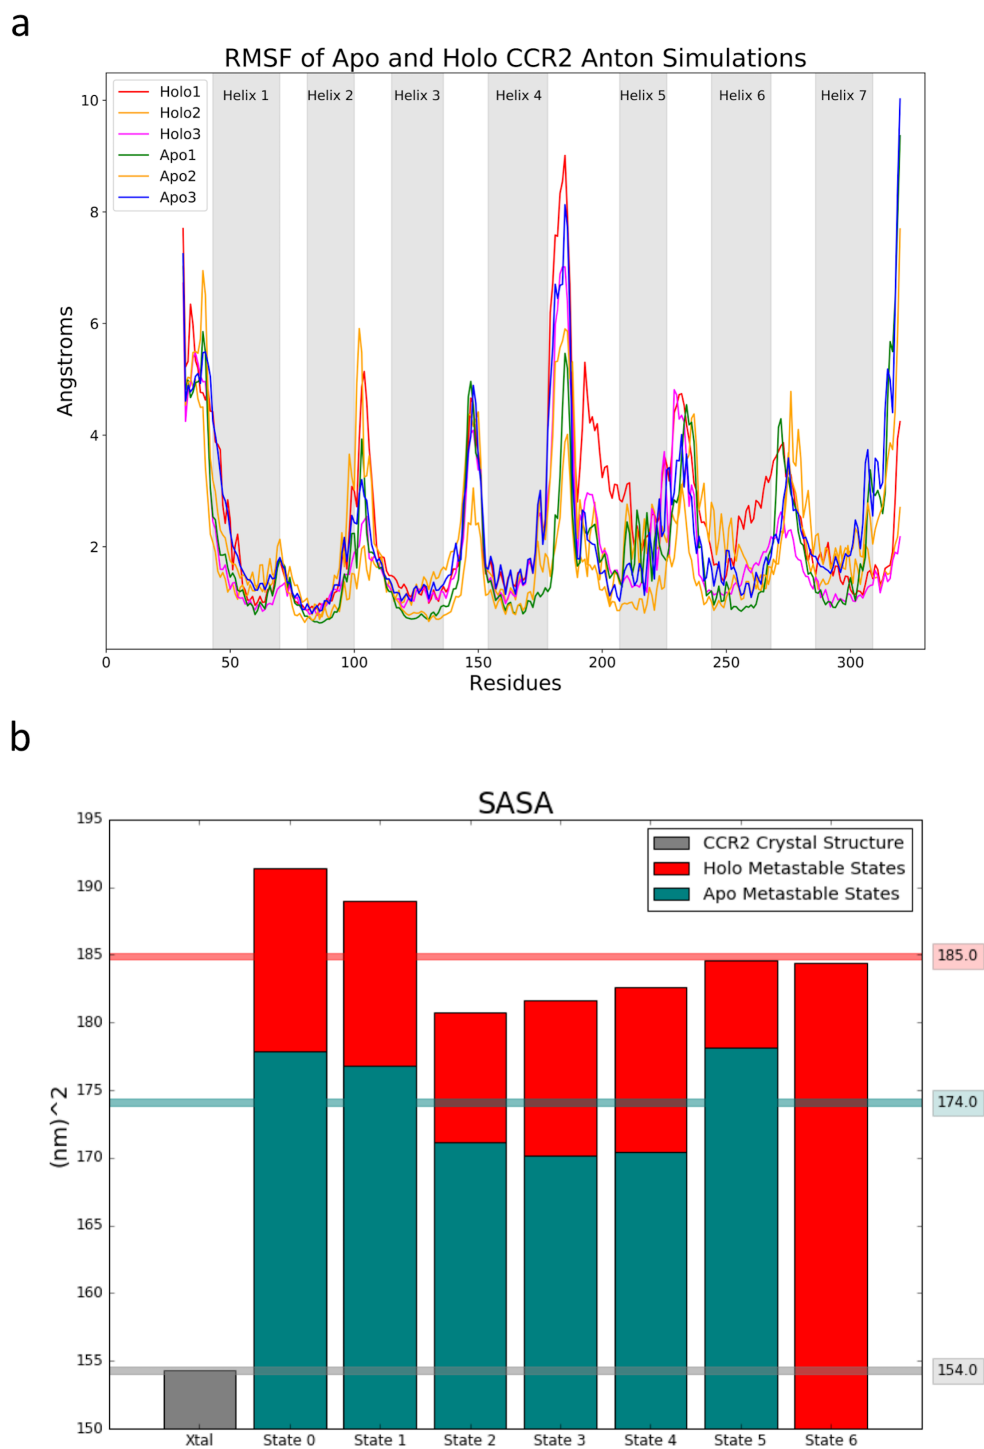 a
RMSF of Apo and Holo CCR2 Anton Simulations
Holo1
Holo2
Holo3
Apo1
Apo2
Apo3
Helix 1 Helix 2 Helix 3 Helix 4 Helix 5 Helix 6 Helix 7
10
8
6
4
2
Angstroms
0 50 100 150 200 250 300
Residues
b
SASA
CCR2 Crystal Structure
Holo Metastable States
Apo Metastable States
195
190
185
180
175
170
165
160
155
150
(nm)^2
185.0
174.0
154.0
Xtal State 0 State 1 State 2 State 3 State 4 State 5 State 6